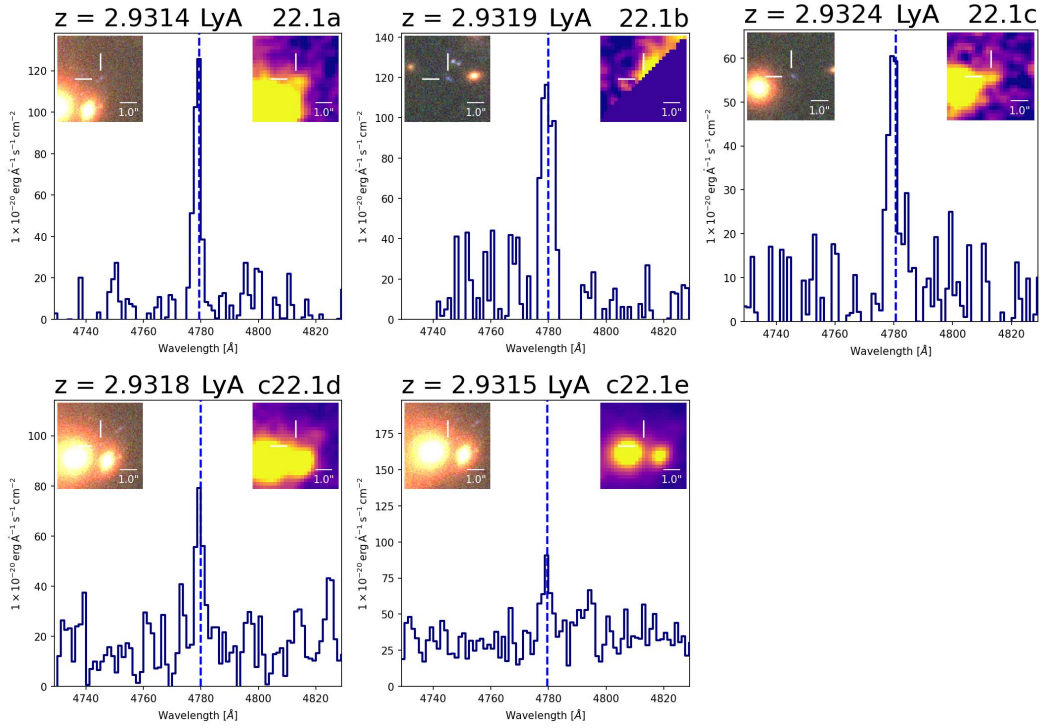 z = 2.9314 LyA 22.1a
1.0" 1.0"
120
100
80
60
40
20
0
4740 4760 4780 4800 4820
Wavelength [Å]
1 × 10⁻²⁰ erg Å⁻¹ s⁻¹ cm⁻²
z = 2.9319 LyA 22.1b
1.0" 1.0"
140
120
100
80
60
40
20
0
4740 4760 4780 4800 4820
Wavelength [Å]
1 × 10⁻²⁰ erg Å⁻¹ s⁻¹ cm⁻²
z = 2.9324 LyA 22.1c
1.0" 1.0"
60
50
40
30
20
10
0
4740 4760 4780 4800 4820
Wavelength [Å]
1 × 10⁻²⁰ erg Å⁻¹ s⁻¹ cm⁻²
z = 2.9318 LyA c22.1d
1.0" 1.0"
100
80
60
40
20
0
4740 4760 4780 4800 4820
Wavelength [Å]
1 × 10⁻²⁰ erg Å⁻¹ s⁻¹ cm⁻²
z = 2.9315 LyA c22.1e
1.0" 1.0"
175
150
125
100
75
50
25
0
4740 4760 4780 4800 4820
Wavelength [Å]
1 × 10⁻²⁰ erg Å⁻¹ s⁻¹ cm⁻²